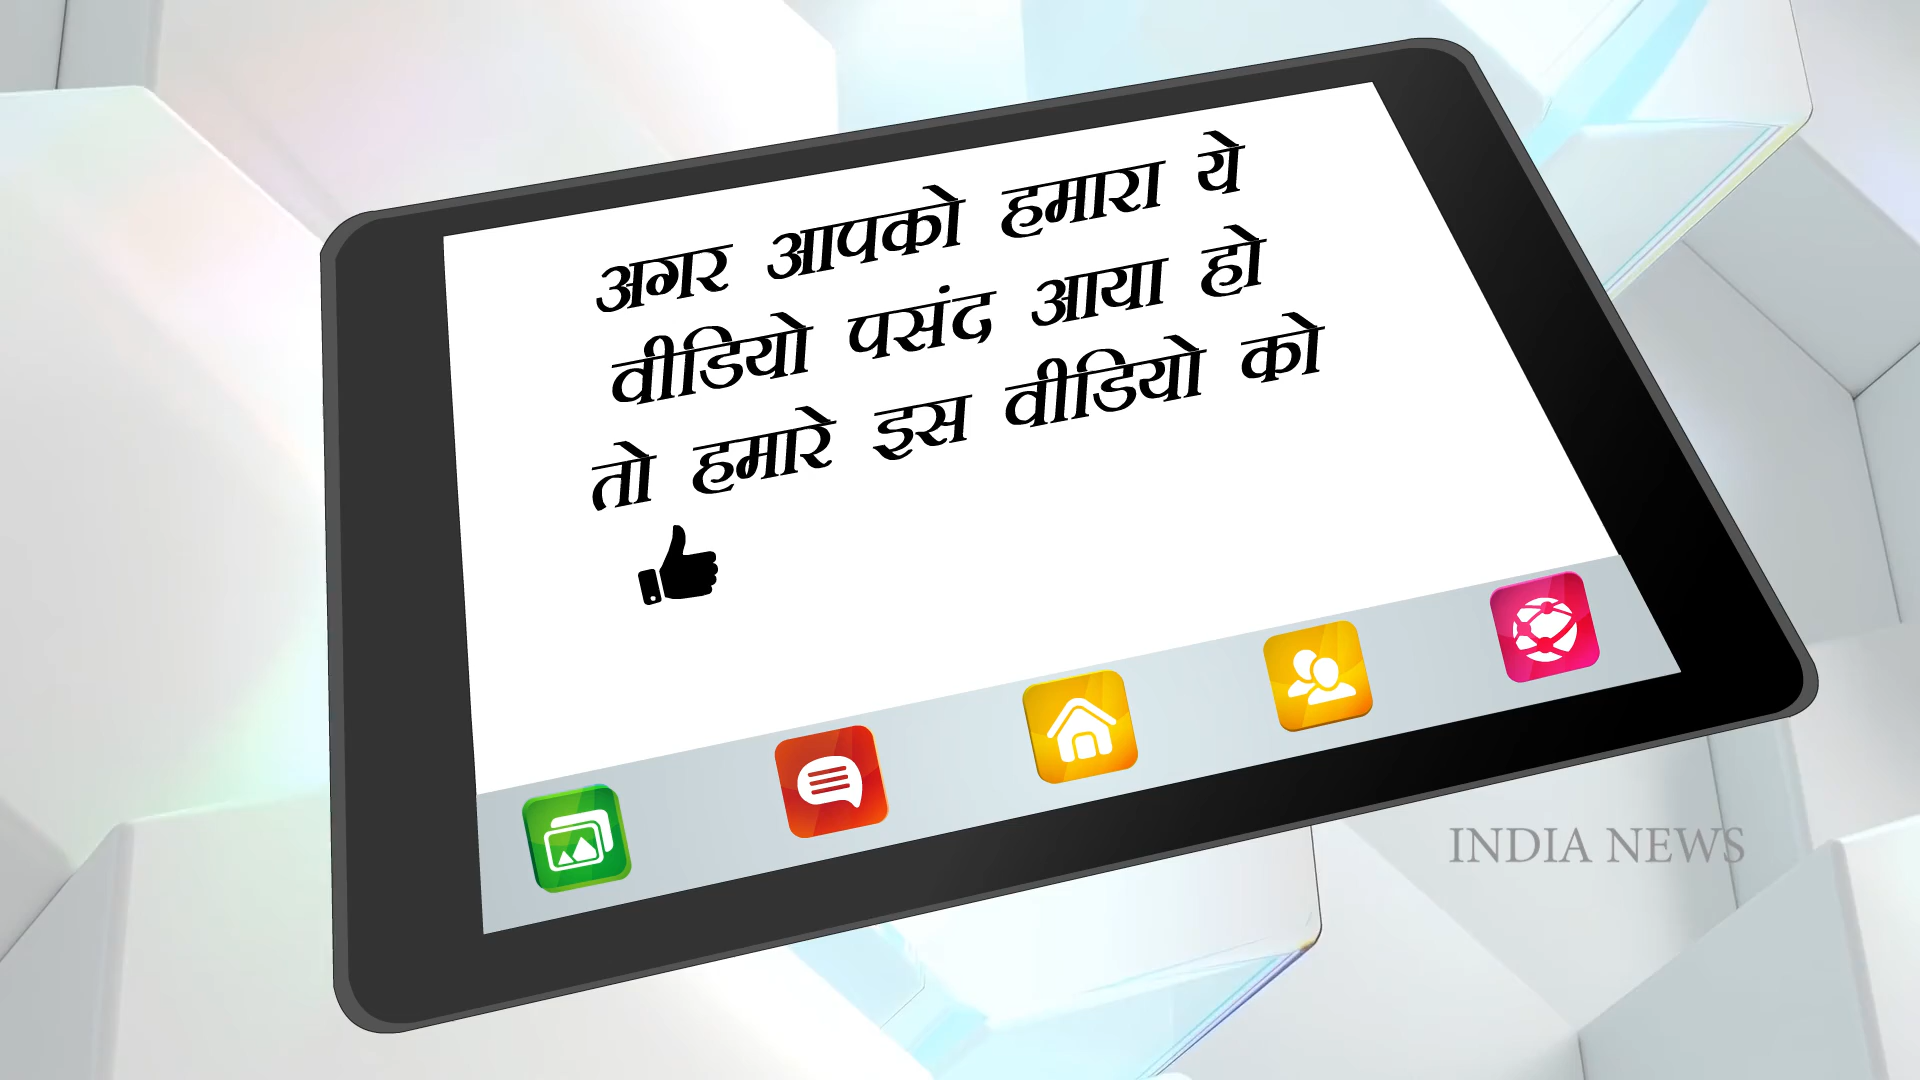 अगर आपको हमारा ये
वीडियो पसंद आया हो
तो हमारे इस वीडियो को
INDIA NEWS